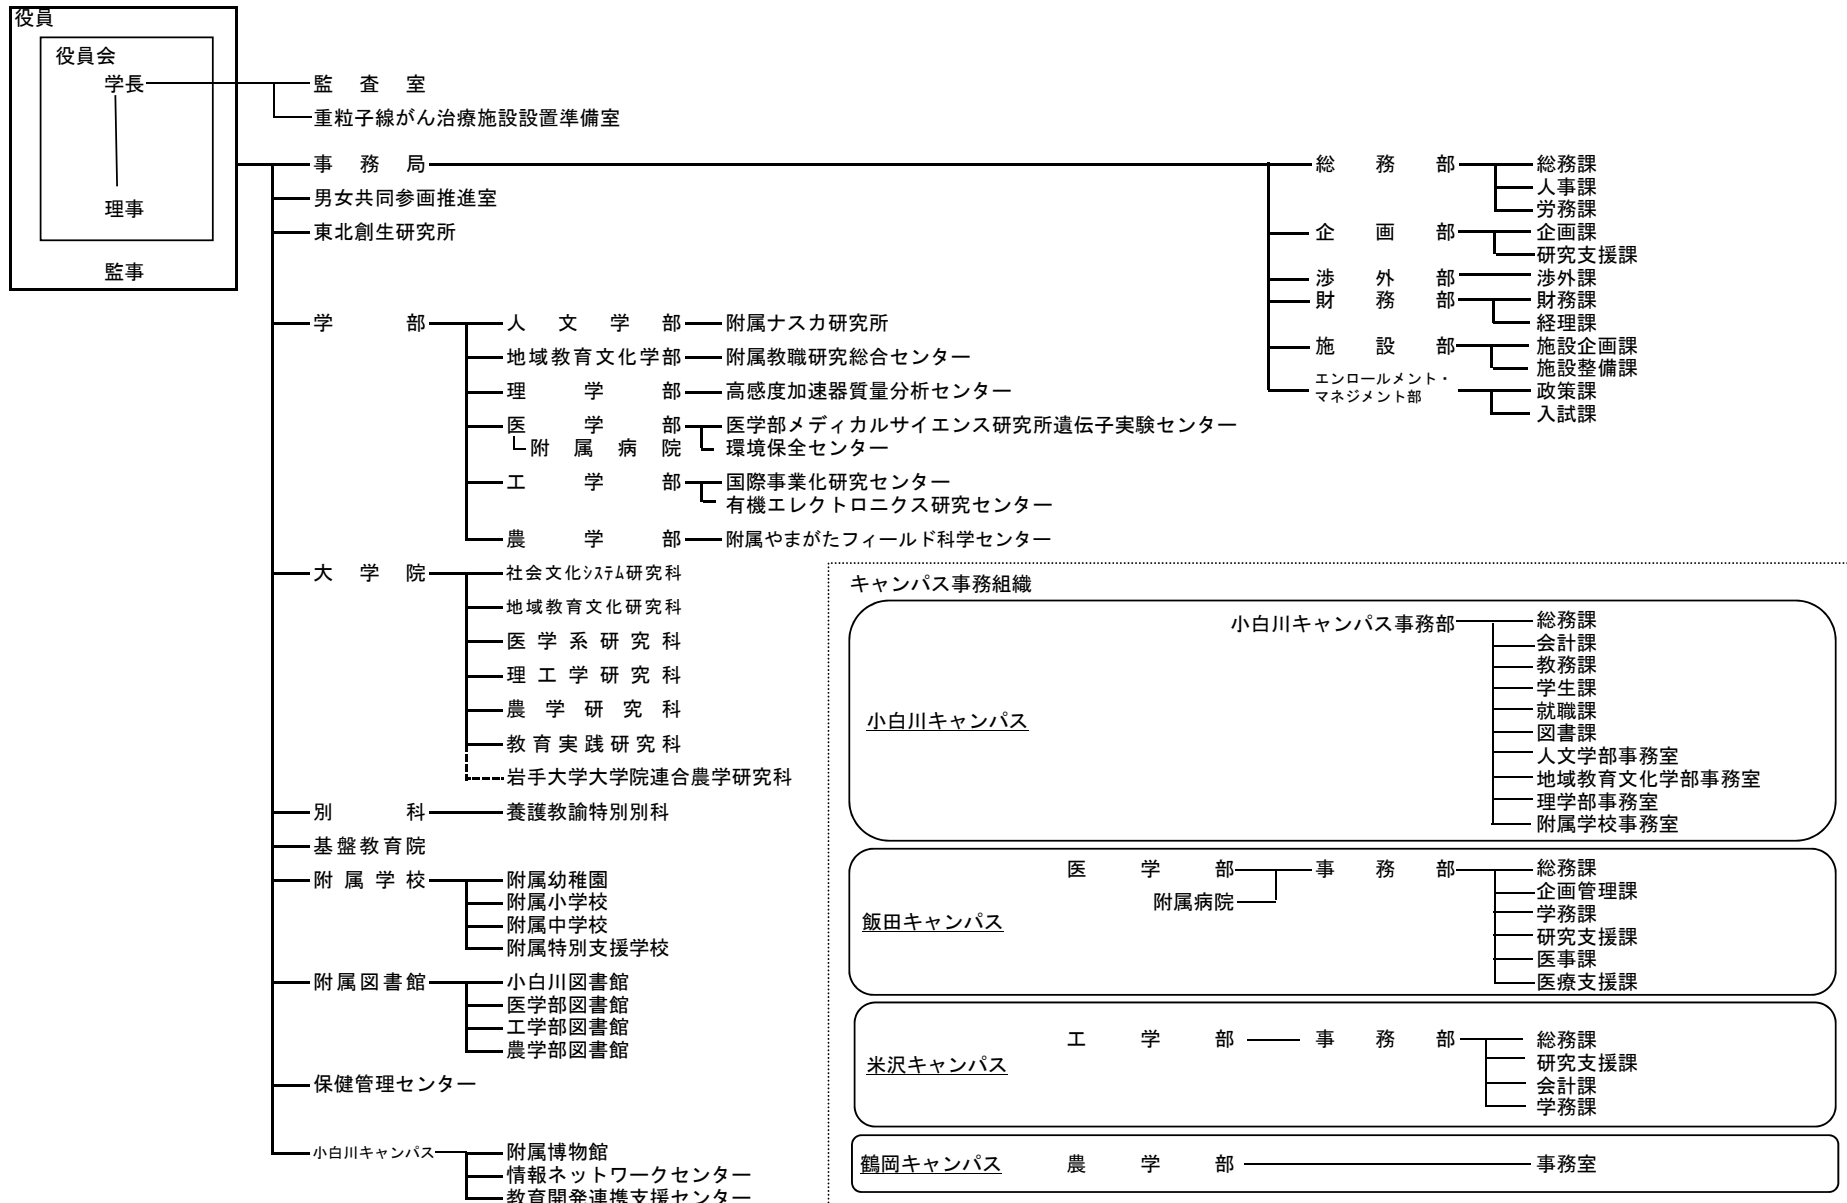 役員
役員会
学長
理事
監事
監査室
重粒子線がん治療施設設置準備室
事務局
男女共同参画推進室
東北創生研究所
総務部
総務課
人事課
労務課
企画部
企画課
研究支援課
渉外部
渉外課
財務部
財務課
経理課
施設部
施設企画課
施設整備課
エンロールメント・
マネジメント部
政策課
入試課
学部
人文学部
附属ナスカ研究所
地域教育文化学部
附属教職研究総合センター
理学部
高感度加速器質量分析センター
医学部
医学部メディカルサイエンス研究所遺伝子実験センター
附属病院
環境保全センター
工学部
国際事業化研究センター
有機エレクトロニクス研究センター
農学部
附属やまがたフィールド科学センター
大学院
社会文化システム研究科
地域教育文化研究科
医学系研究科
理工学研究科
農学研究科
教育実践研究科
岩手大学大学院連合農学研究科
別科
養護教諭特別別科
基盤教育院
附属学校
附属幼稚園
附属小学校
附属中学校
附属特別支援学校
附属図書館
小白川図書館
医学部図書館
工学部図書館
農学部図書館
保健管理センター
小白川キャンパス
附属博物館
情報ネットワークセンター
教育開発連携支援センター
キャンパス事務組織
小白川キャンパス
小白川キャンパス事務部
総務課
会計課
教務課
学生課
就職課
図書課
人文学部事務室
地域教育文化学部事務室
理学部事務室
附属学校事務室
飯田キャンパス
医学部
附属病院
事務部
総務課
企画管理課
学務課
研究支援課
医事課
医療支援課
米沢キャンパス
工学部
事務部
総務課
研究支援課
会計課
学務課
鶴岡キャンパス
農学部
事務室